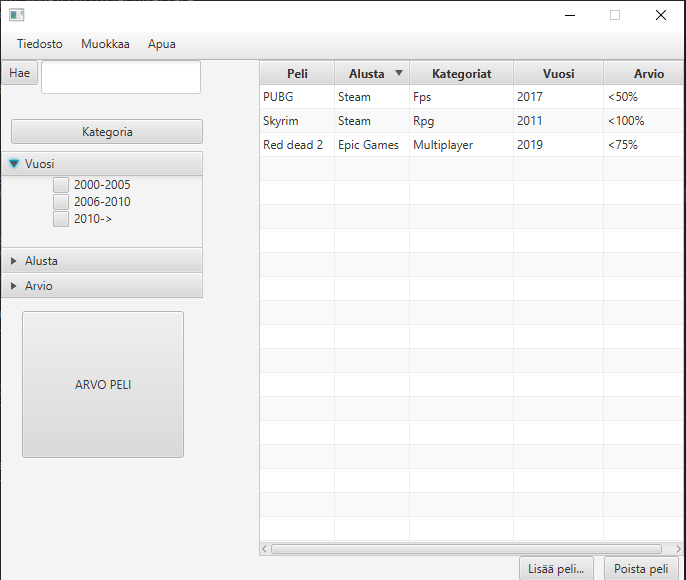 Tiedosto Muokkaa Apua
Hae
Kategoria
Vuosi
2000-2005
2006-2010
2010->
Alusta
Arvio
ARVO PELI
Peli Alusta Kategoriat Vuosi Arvio
PUBG Steam Fps 2017 <50%
Skyrim Steam Rpg 2011 <100%
Red dead 2 Epic Games Multiplayer 2019 <75%
Lisää peli... Poista peli